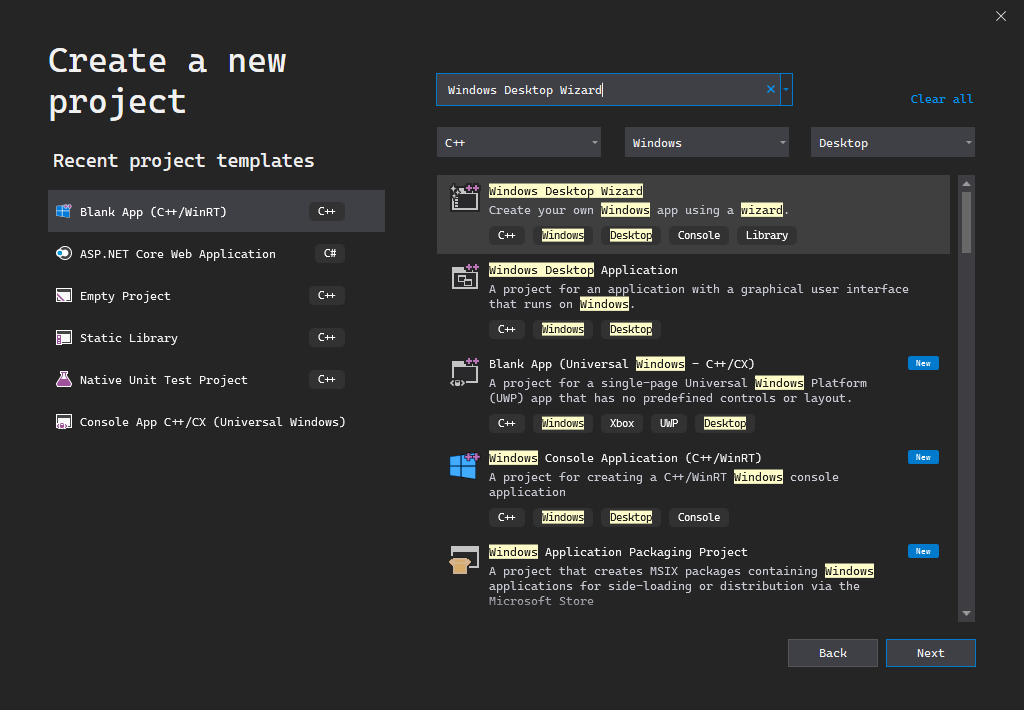 Create a new
project
Recent project templates
Blank App (C++/WinRT) C++
ASP.NET Core Web Application C#
Empty Project C++
Static Library C++
Native Unit Test Project C++
Console App C++/CX (Universal Windows)
Windows Desktop Wizard
Clear all
C++ Windows Desktop
Windows Desktop Wizard
Create your own Windows app using a wizard.
C++ Windows Desktop Console Library
Windows Desktop Application
A project for an application with a graphical user interface
that runs on Windows.
C++ Windows Desktop
Blank App (Universal Windows - C++/CX) New
A project for a single-page Universal Windows Platform
(UWP) app that has no predefined controls or layout.
C++ Windows Xbox UWP Desktop
Windows Console Application (C++/WinRT) New
A project for creating a C++/WinRT Windows console
application
C++ Windows Desktop Console
Windows Application Packaging Project New
A project that creates MSIX packages containing Windows
applications for side-loading or distribution via the
Microsoft Store
Back Next